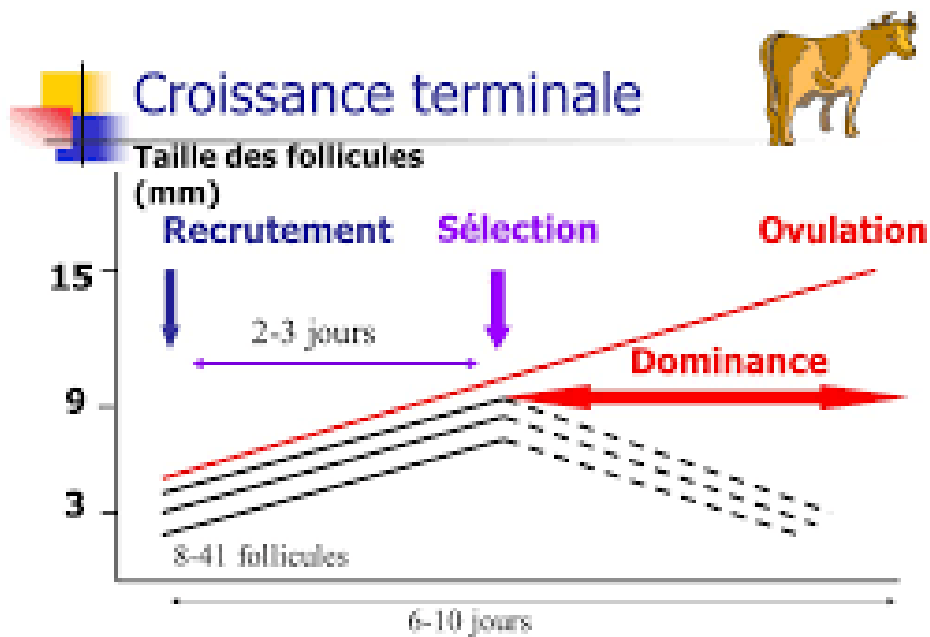 Croissance terminale
Taille des follicules
(mm)
Recrutement Sélection Ovulation
15
2-3 jours
Dominance
9
3
8-41 follicules
6-10 jours